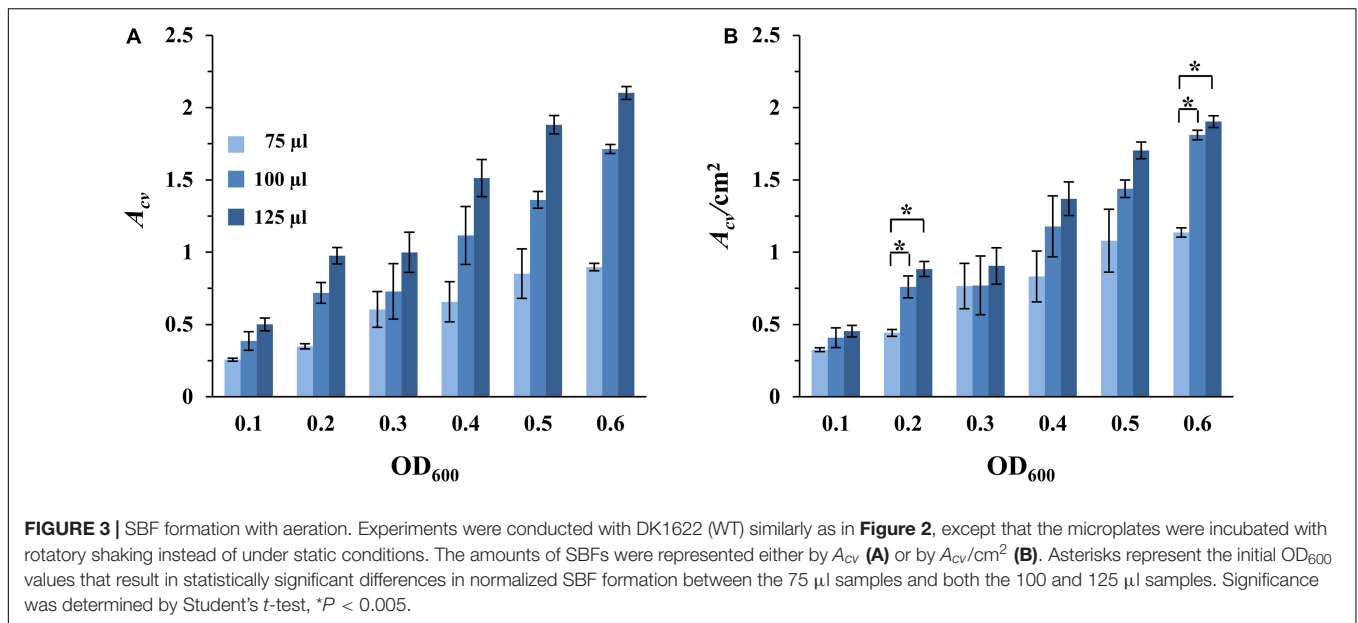 A
B
2.5
2
1.5
1
0.5
0
A_cv
75 µl
100 µl
125 µl
0.1 0.2 0.3 0.4 0.5 0.6
OD₆₀₀
2.5
2
1.5
1
0.5
0
A_cv/cm²
*
*
*
*
0.1 0.2 0.3 0.4 0.5 0.6
OD₆₀₀
FIGURE 3 | SBF formation with aeration. Experiments were conducted with DK1622 (WT) similarly as in Figure 2, except that the microplates were incubated with
rotatory shaking instead of under static conditions. The amounts of SBFs were represented either by A_cv (A) or by A_cv/cm² (B). Asterisks represent the initial OD₆₀₀
values that result in statistically significant differences in normalized SBF formation between the 75 µl samples and both the 100 and 125 µl samples. Significance
was determined by Student's t-test, *P < 0.005.